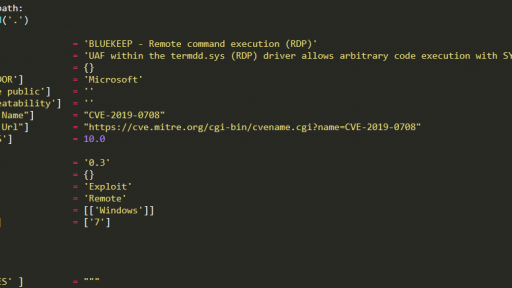 path:
('.')
= 'BLUEKEEP - Remote command execution (RDP)'
= 'UAF within the termdd.sys (RDP) driver allows arbitrary code execution with SY
= {}
DOR'] = 'Microsoft'
e public'] = ''
eatability'] = ''
Name"] = "CVE-2019-0708"
Url"] = "https://cve.mitre.org/cgi-bin/cvename.cgi?name=CVE-2019-0708"
'] = 10.0
= '0.3'
= {}
= 'Exploit'
= 'Remote'
= [['Windows']]
] = ['7']
ES' ] = """